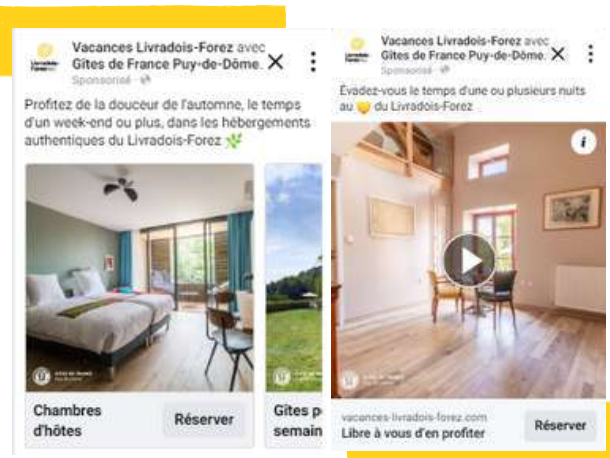 Vacances Livradois-Forez avec
Gîtes de France Puy-de-Dôme.
Sponsorisé
Profitez de la douceur de l'automne, le temps
d'un week-end ou plus, dans les hébergements
authentiques du Livradois-Forez
Chambres
d'hôtes
Réserver
Gîtes
semain
Vacances Livradois-Forez avec
Gîtes de France Puy-de-Dôme.
Sponsorisé
Évadez-vous le temps d'une ou plusieurs nuits
au 💛 du Livradois-Forez
i
vacances-livradois-forez.com
Libre à vous d'en profiter
Réserver